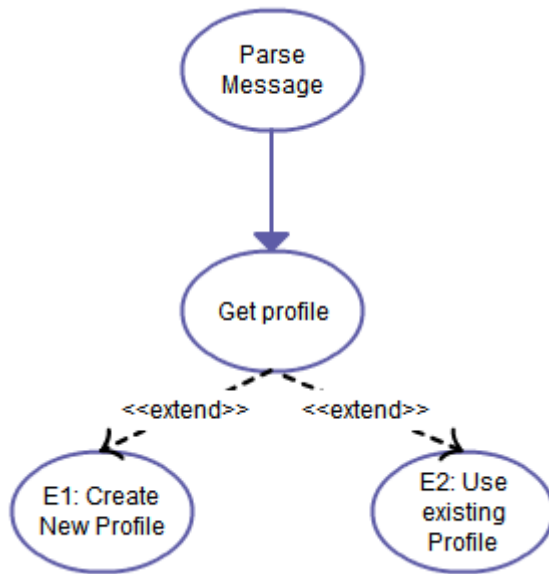 Parse
Message
Get profile
<<extend>>
<<extend>>
E1: Create
New Profile
E2: Use
existing
Profile